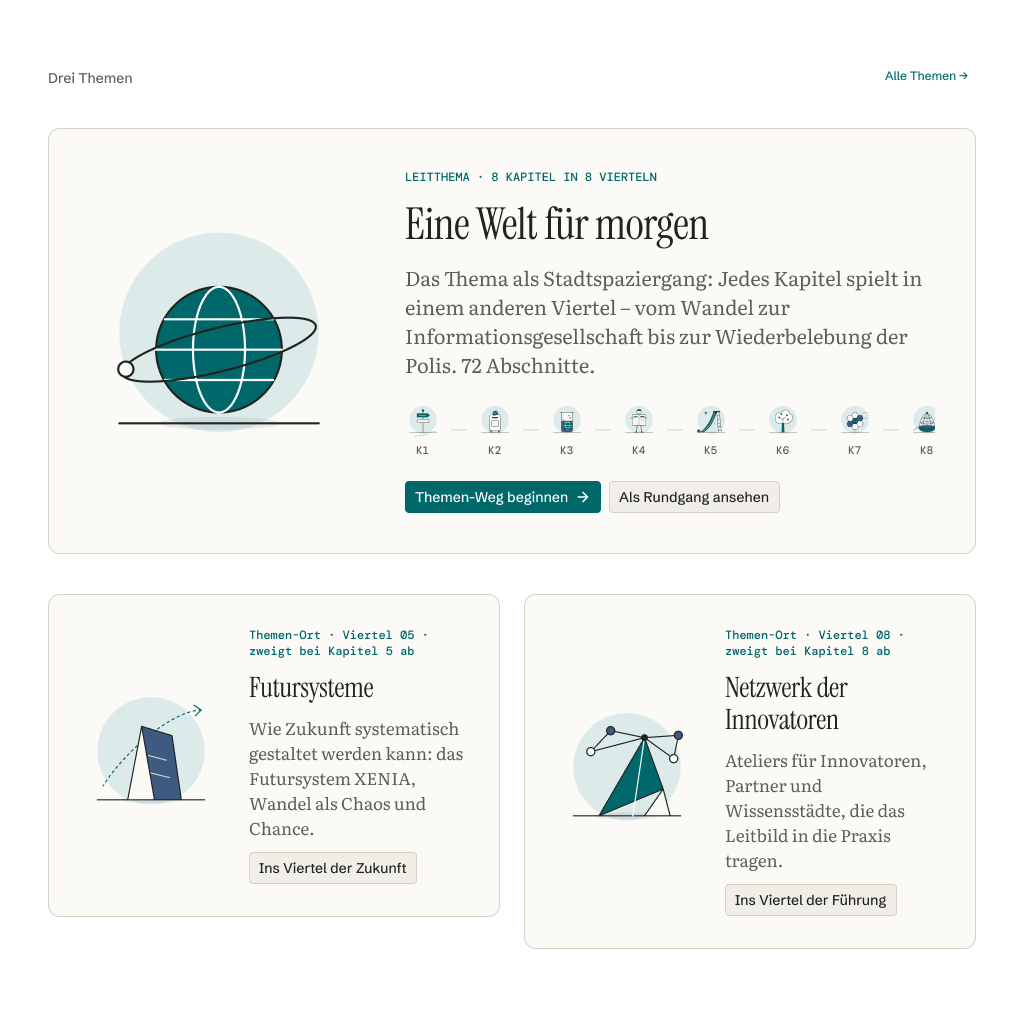 Drei Themen
Alle Themen →
LEITTHEMA · 8 KAPITEL IN 8 VIERTELN
Eine Welt für morgen
Das Thema als Stadtspaziergang: Jedes Kapitel spielt in
einem anderen Viertel – vom Wandel zur
Informationsgesellschaft bis zur Wiederbelebung der
Polis. 72 Abschnitte.
K1 K2 K3 K4 K5 K6 K7 K8
Themen-Weg beginnen →
Als Rundgang ansehen
Themen-Ort · Viertel 05 ·
zweigt bei Kapitel 5 ab
Futursysteme
Wie Zukunft systematisch
gestaltet werden kann: das
Futursystem XENIA,
Wandel als Chaos und
Chance.
Ins Viertel der Zukunft
Themen-Ort · Viertel 08 ·
zweigt bei Kapitel 8 ab
Netzwerk der
Innovatoren
Ateliers für Innovatoren,
Partner und
Wissensstädte, die das
Leitbild in die Praxis
tragen.
Ins Viertel der Führung